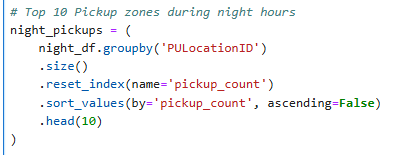 # Top 10 Pickup zones during night hours
night_pickups = (
    night_df.groupby('PULocationID')
    .size()
    .reset_index(name='pickup_count')
    .sort_values(by='pickup_count', ascending=False)
    .head(10)
)